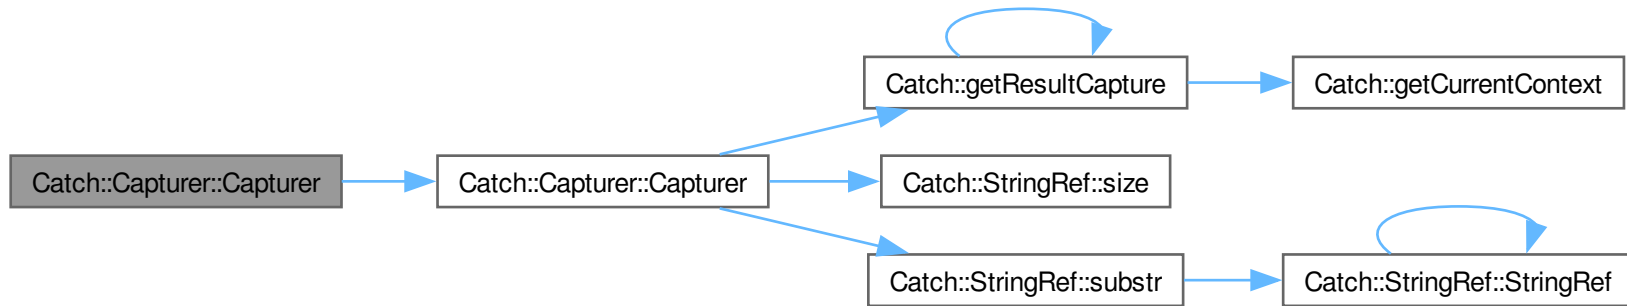 Catch::getResultCapture
Catch::getCurrentContext
Catch::Capturer::Capturer
Catch::Capturer::Capturer
Catch::StringRef::size
Catch::StringRef::substr
Catch::StringRef::StringRef